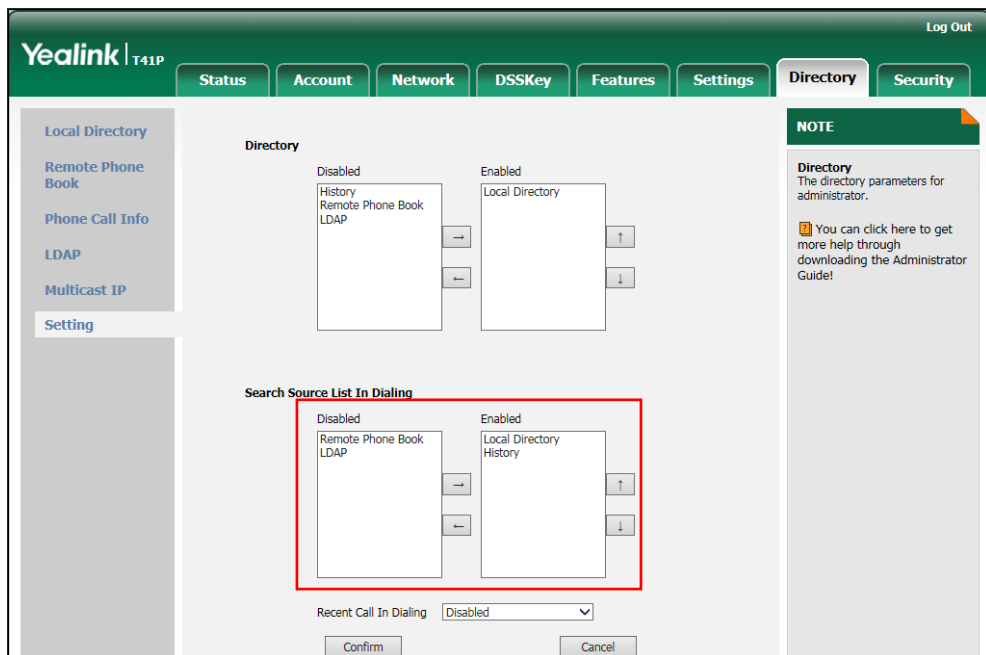 Log Out
Yealink T41P
Status Account Network DSSKey Features Settings Directory Security
Local Directory
Remote Phone
Book
Phone Call Info
LDAP
Multicast IP
Setting
Directory
Disabled Enabled
History
Remote Phone Book
LDAP
Local Directory
→
←
↑
↓
Search Source List In Dialing
Disabled Enabled
Remote Phone Book
LDAP
Local Directory
History
→
←
↑
↓
Recent Call In Dialing Disabled
Confirm Cancel
NOTE
Directory
The directory parameters for
administrator.
? You can click here to get
more help through
downloading the Administrator
Guide!